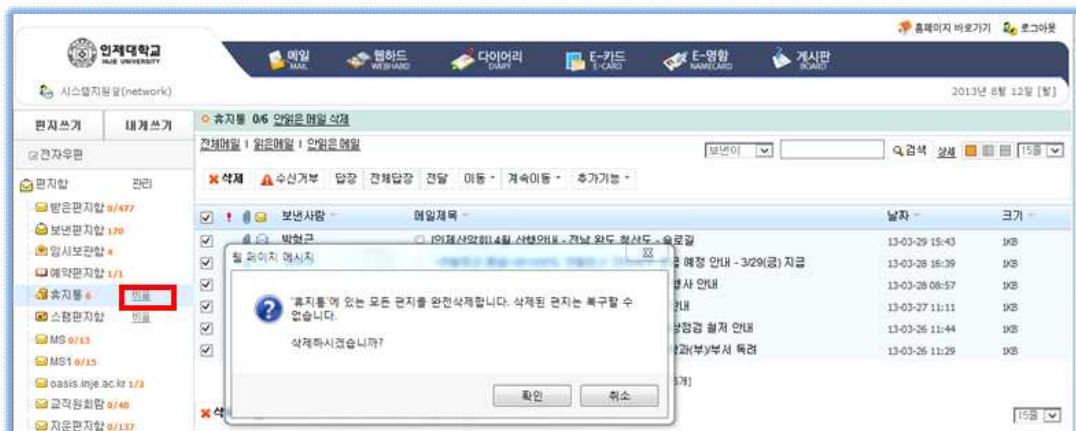 홈페이지 바로가기 로그아웃
인제대학교
INJE UNIVERSITY
메일
MAIL
웹하드
WEBHARD
다이어리
DIARY
E-카드
E-CARD
E-명함
NAMECARD
게시판
BOARD
시스템지원실(network)
2013년 8월 12일 [월]
편지쓰기 내게쓰기
전자우편
편지함 관리
받은편지함 0/477
보낸편지함 170
임시보관함 4
예약편지함 1/1
휴지통 6 비움
스팸편지함 비움
MS 0/13
MS1 0/15
oasis.inje.ac.kr 1/3
교직원회람 0/40
지운편지함 0/137
휴지통 0/6 안읽은 메일 삭제
전체메일 | 읽은메일 | 안읽은 메일
보낸이 검색 상세 15줄
삭제 수신거부 답장 전체답장 전달 이동 계속이동 추가기능
보낸사람 메일제목 날짜 크기
박혁근 [인제산악회] 4월 산행안내 - 전남 완도 청산도 - 슬로길 13-03-29 15:43 1KB
예정 안내 - 3/29(금) 지급 13-03-28 16:39 1KB
행사 안내 13-03-28 08:57 1KB
안내 13-03-27 11:11 1KB
상점검 철저 안내 13-03-26 11:44 1KB
학과(부)/부서 독려 13-03-26 11:29 1KB
웹 페이지 메시지
'휴지통'에 있는 모든 편지를 완전삭제합니다. 삭제된 편지는 복구할 수
없습니다.
삭제하시겠습니까?
확인 취소
15줄